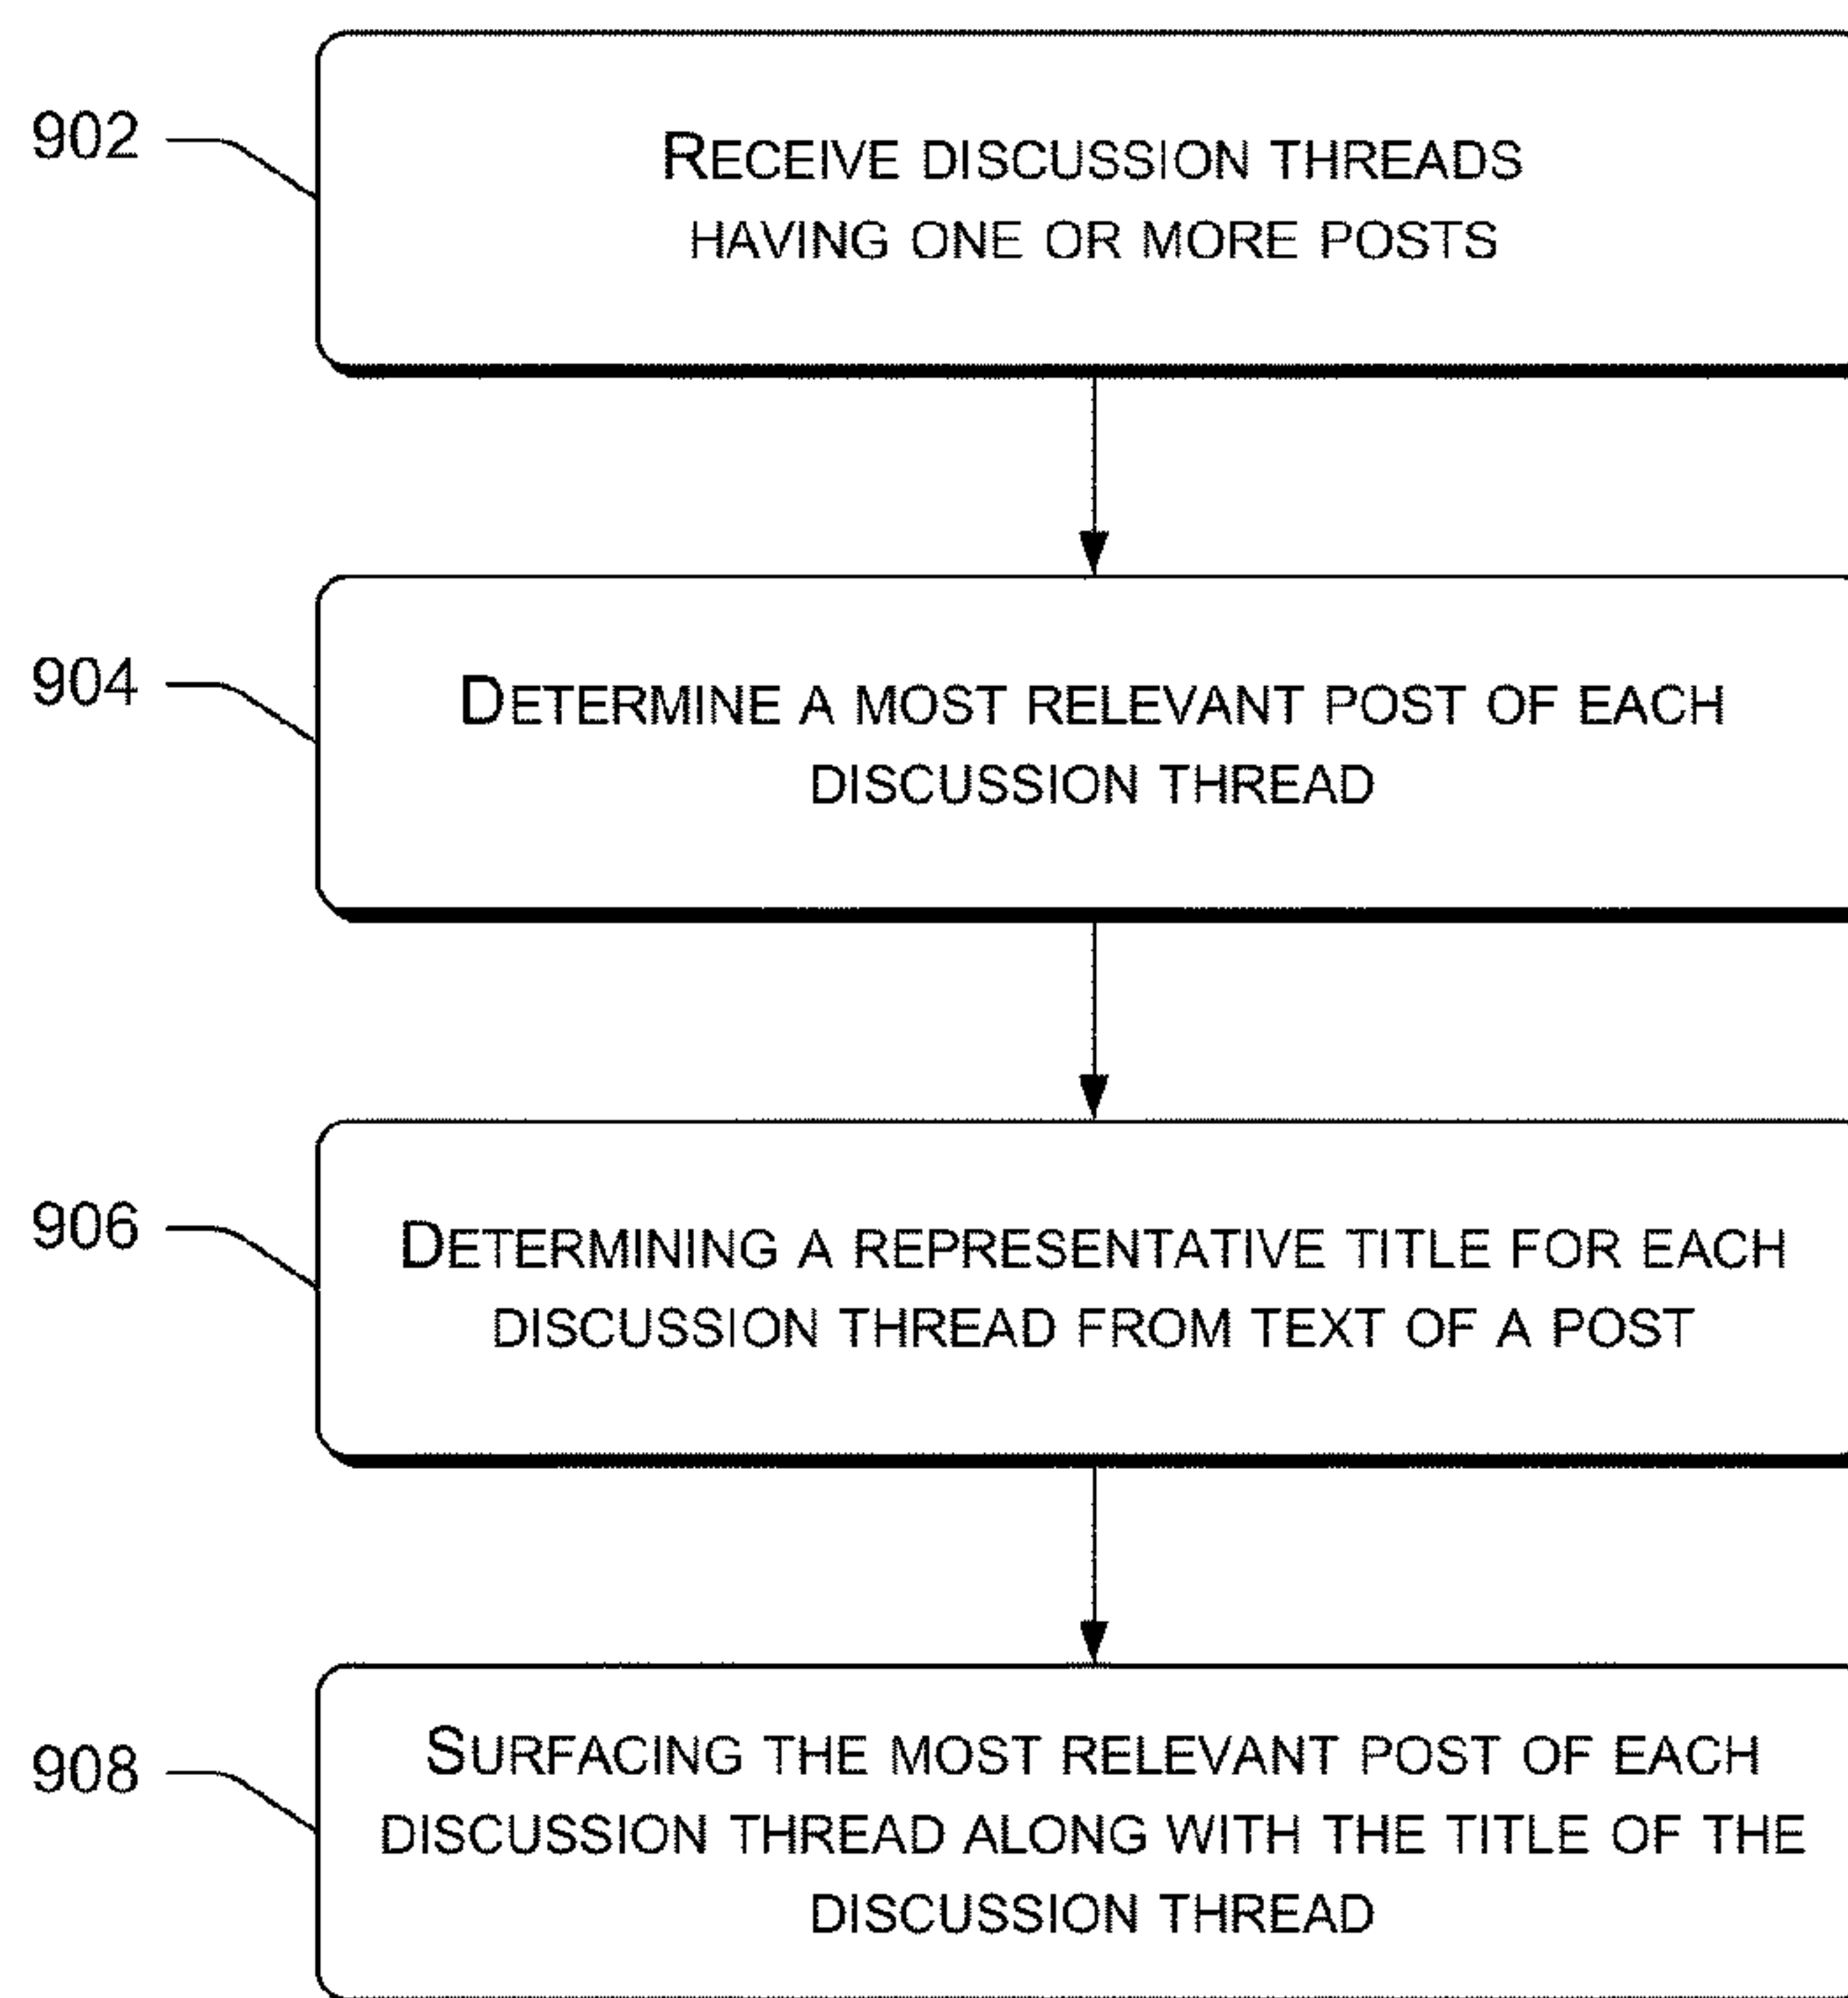 902
RECEIVE DISCUSSION THREADS
HAVING ONE OR MORE POSTS
904
DETERMINE A MOST RELEVANT POST OF EACH
DISCUSSION THREAD
906
DETERMINING A REPRESENTATIVE TITLE FOR EACH
DISCUSSION THREAD FROM TEXT OF A POST
908
SURFACING THE MOST RELEVANT POST OF EACH
DISCUSSION THREAD ALONG WITH THE TITLE OF THE
DISCUSSION THREAD